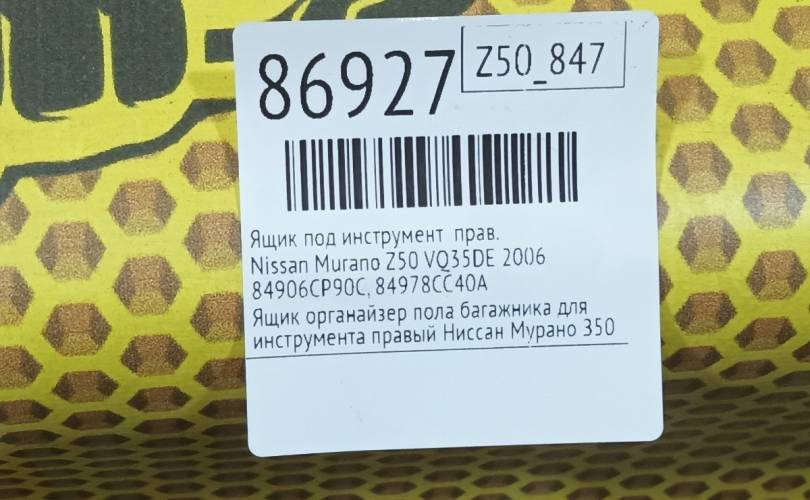 86927
Z50_847
Ящик под инструмент прав.
Nissan Murano Z50 VQ35DE 2006
84906CP90C, 84978CC40A
Ящик органайзер пола багажника для
инструмента правый Ниссан Мурано 350